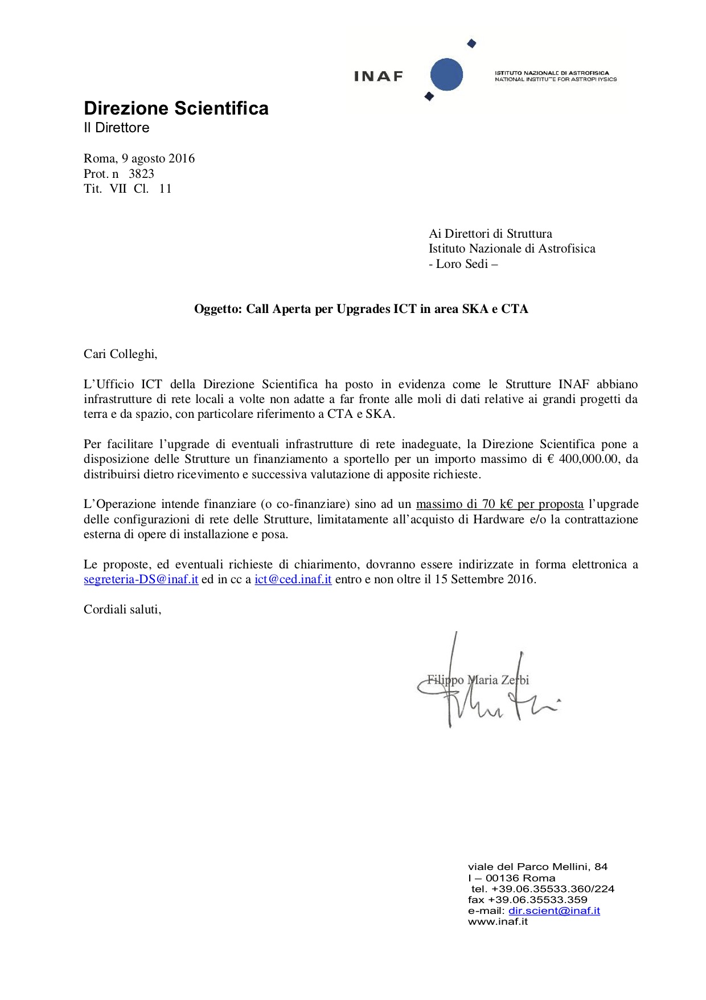 INAF
ISTITUTO NAZIONALE DI ASTROFISICA
NATIONAL INSTITUTE FOR ASTROPHYSICS
Direzione Scientifica
Il Direttore
Roma, 9 agosto 2016
Prot. n 3823
Tit. VII Cl. 11
Ai Direttori di Struttura
Istituto Nazionale di Astrofisica
- Loro Sedi –
Oggetto: Call Aperta per Upgrades ICT in area SKA e CTA
Cari Colleghi,
L’Ufficio ICT della Direzione Scientifica ha posto in evidenza come le Strutture INAF abbiano
infrastrutture di rete locali a volte non adatte a far fronte alle moli di dati relative ai grandi progetti da
terra e da spazio, con particolare riferimento a CTA e SKA.
Per facilitare l’upgrade di eventuali infrastrutture di rete inadeguate, la Direzione Scientifica pone a
disposizione delle Strutture un finanziamento a sportello per un importo massimo di € 400,000.00, da
distribuirsi dietro ricevimento e successiva valutazione di apposite richieste.
L’Operazione intende finanziare (o co-finanziare) sino ad un massimo di 70 k€ per proposta l’upgrade
delle configurazioni di rete delle Strutture, limitatamente all’acquisto di Hardware e/o la contrattazione
esterna di opere di installazione e posa.
Le proposte, ed eventuali richieste di chiarimento, dovranno essere indirizzate in forma elettronica a
segreteria-DS@inaf.it ed in cc a ict@ced.inaf.it entro e non oltre il 15 Settembre 2016.
Cordiali saluti,
Filippo Maria Zerbi
viale del Parco Mellini, 84
I – 00136 Roma
tel. +39.06.35533.360/224
fax +39.06.35533.359
e-mail: dir.scient@inaf.it
www.inaf.it